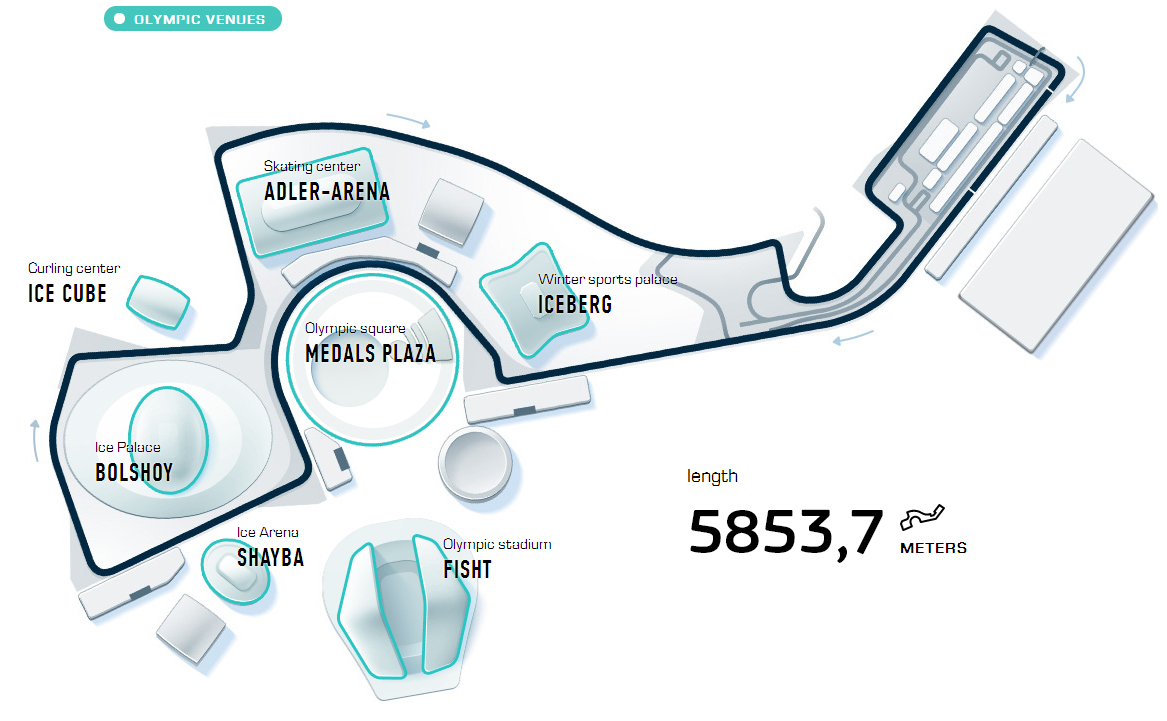 OLYMPIC VENUES
Skating center
ADLER-ARENA
Curling center
ICE CUBE
Winter sports palace
ICEBERG
Olympic square
MEDALS PLAZA
Ice Palace
BOLSHOY
length
5853,7
METERS
Ice Arena
SHAYBA
Olympic stadium
FISHT